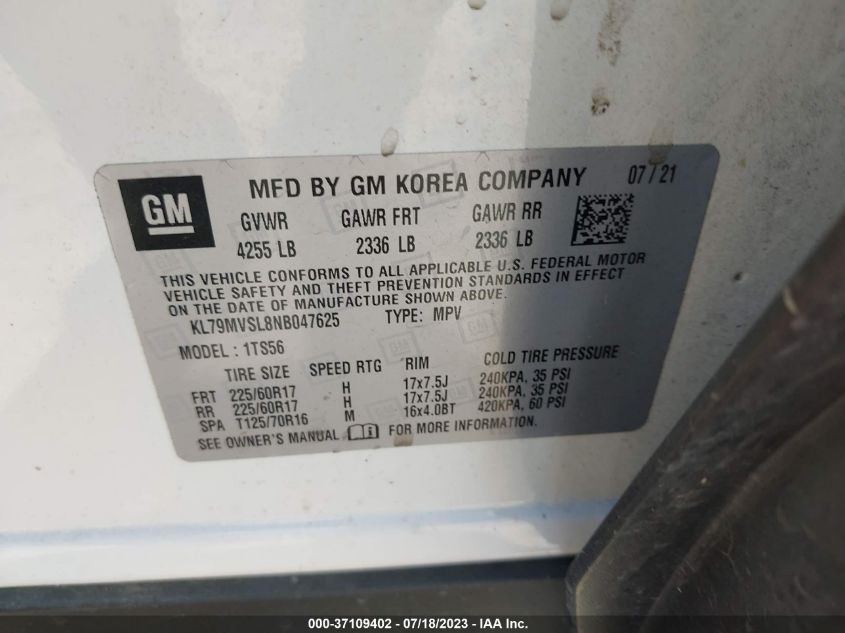 GM
MFD BY GM KOREA COMPANY 07/21
GVWR GAWR FRT GAWR RR
4255 LB 2336 LB 2336 LB
THIS VEHICLE CONFORMS TO ALL APPLICABLE U.S. FEDERAL MOTOR
VEHICLE SAFETY AND THEFT PREVENTION STANDARDS IN EFFECT
ON THE DATE OF MANUFACTURE SHOWN ABOVE.
KL79MVSL8NB047625 TYPE: MPV
MODEL : 1TS56
TIRE SIZE SPEED RTG RIM COLD TIRE PRESSURE
FRT 225/60R17 H 17x7.5J 240KPA, 35 PSI
RR 225/60R17 H 17x7.5J 240KPA, 35 PSI
SPA T125/70R16 M 16x4.0BT 420KPA, 60 PSI
SEE OWNER'S MANUAL FOR MORE INFORMATION.
000-37109402 - 07/18/2023 - IAA Inc.